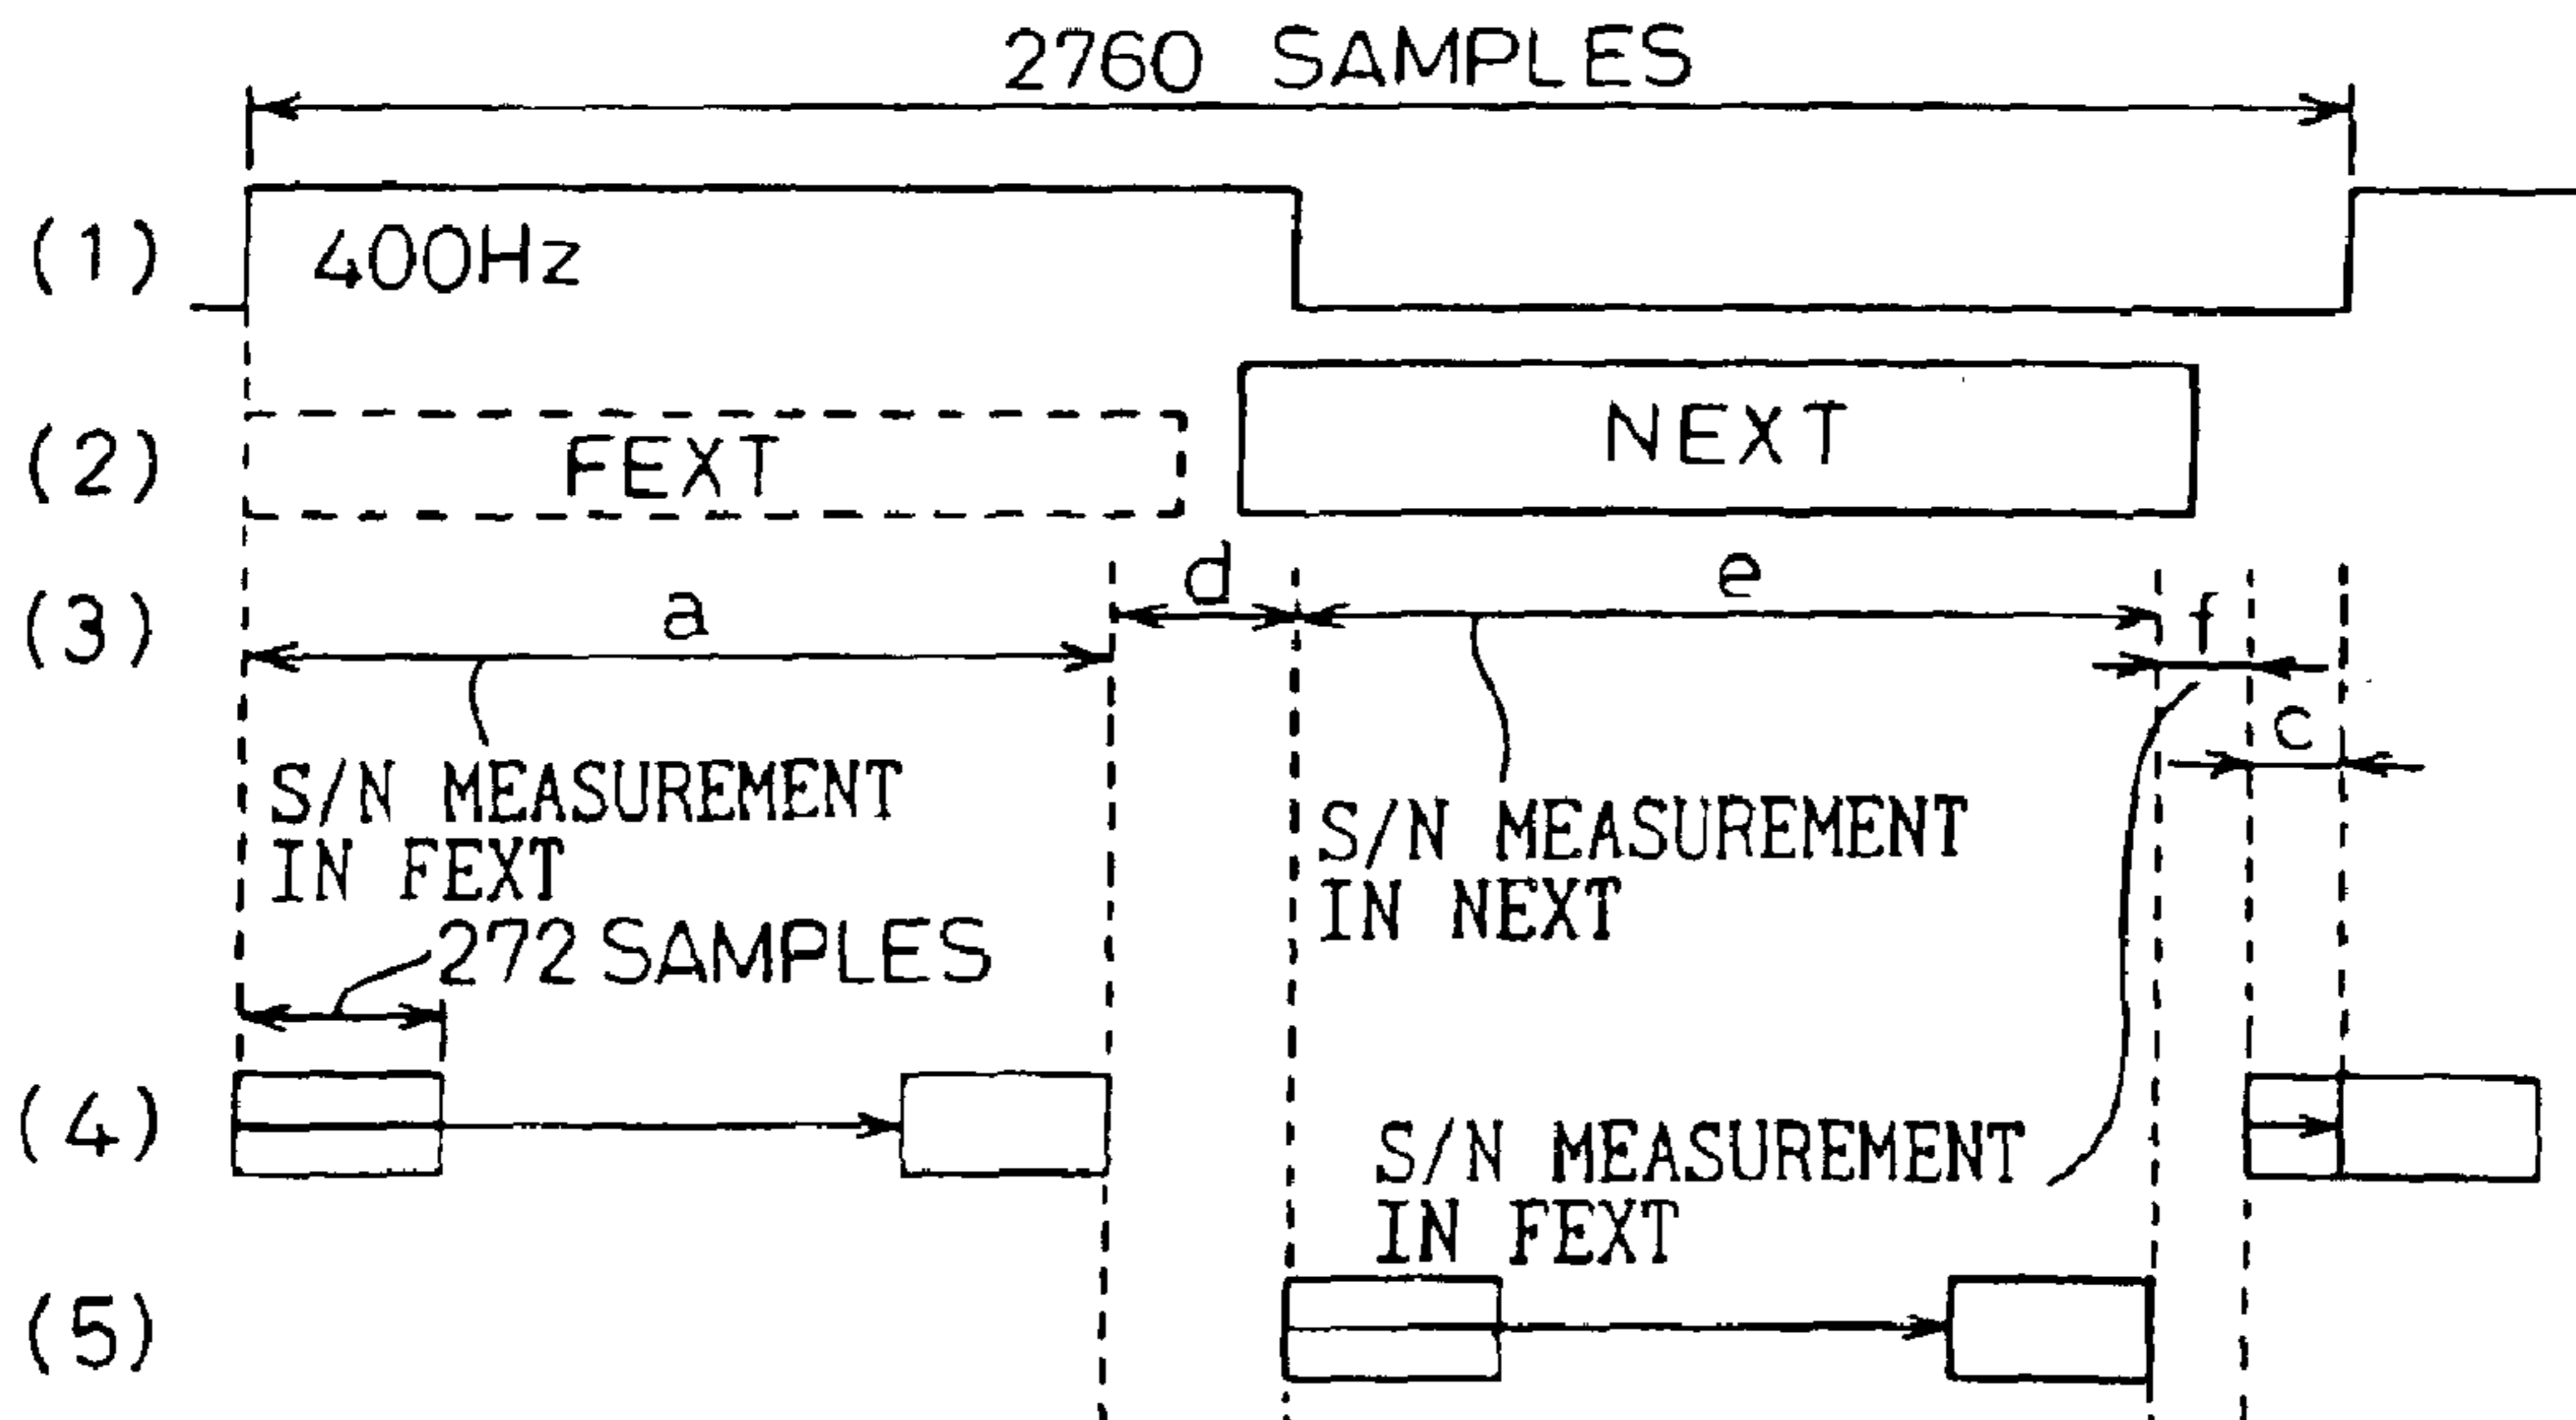 2760 SAMPLES
(1)
400Hz
(2)
FEXT
NEXT
(3)
a
d
e
f
c
S/N MEASUREMENT
IN FEXT
S/N MEASUREMENT
IN NEXT
272 SAMPLES
(4)
S/N MEASUREMENT
IN FEXT
(5)